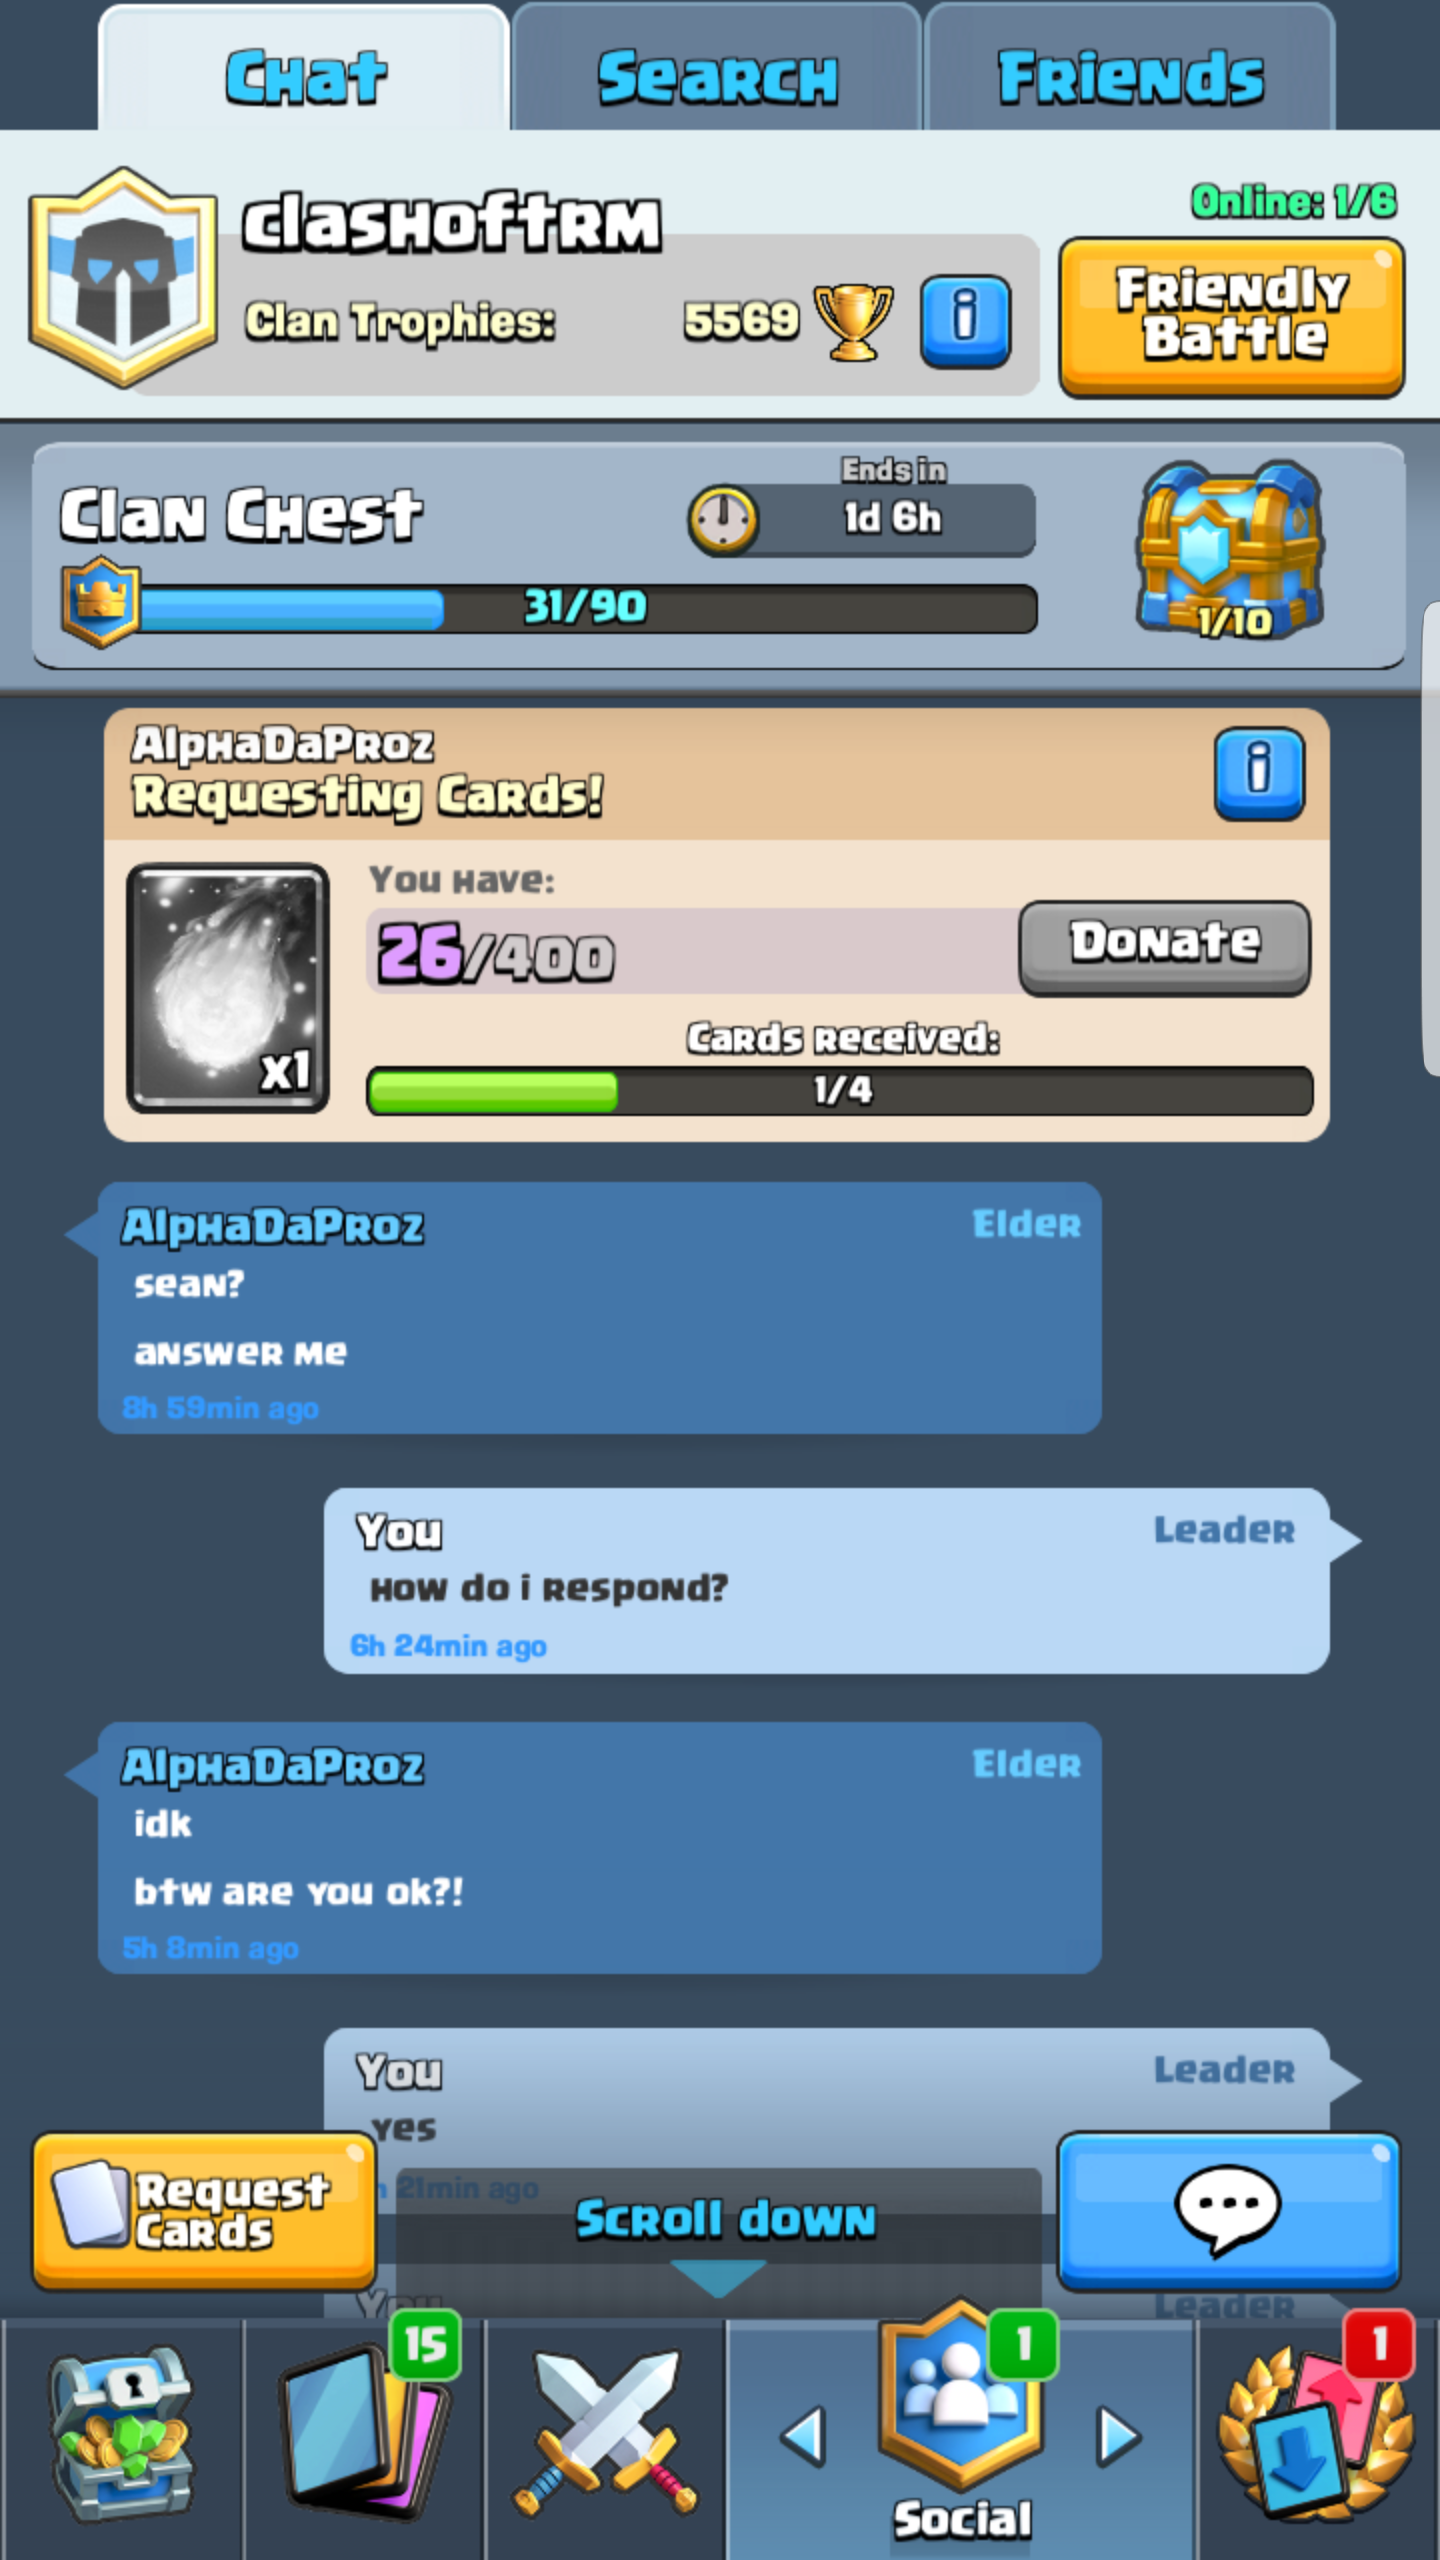 Chat
Search
Friends
clashoftrm
Online: 1/6
Clan Trophies: 5569
i
Friendly
Battle
Clan Chest
Ends in
1d 6h
31/90
1/10
AlphaDaProz
Requesting Cards!
i
You have:
26/400
Donate
x1
Cards received:
1/4
AlphaDaProz
Elder
sean?
answer me
8h 59min ago
You
Leader
How do i respond?
6h 24min ago
AlphaDaProz
Elder
idk
btw are you ok?!
5h 8min ago
You
Leader
yes
21min ago
Request
Cards
Scroll down
You
Leader
15
1
1
Social